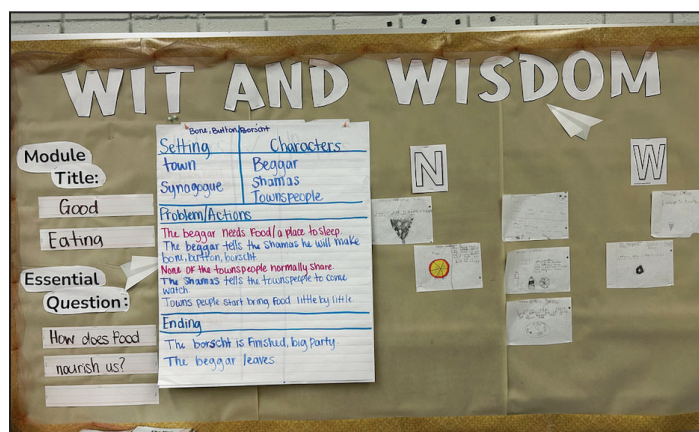 WIT AND WISDOM
Module
Title:
Good
Eating
Essential
Question:
How does Food
nourish us?
Bone, Button, Borscht
Setting
Characters
town
Synagogue
Beggar
Shamas
Townspeople
Problem/Actions
The beggar needs Food/a place to sleep.
The beggar tells the shamas he will make
bone, button, borscht
None of the townspeople normally share
The shamas tells the townspeople to come
watch.
Towns people start bring food little by little
Ending
The borscht is finished, big party.
The beggar leaves
N
W